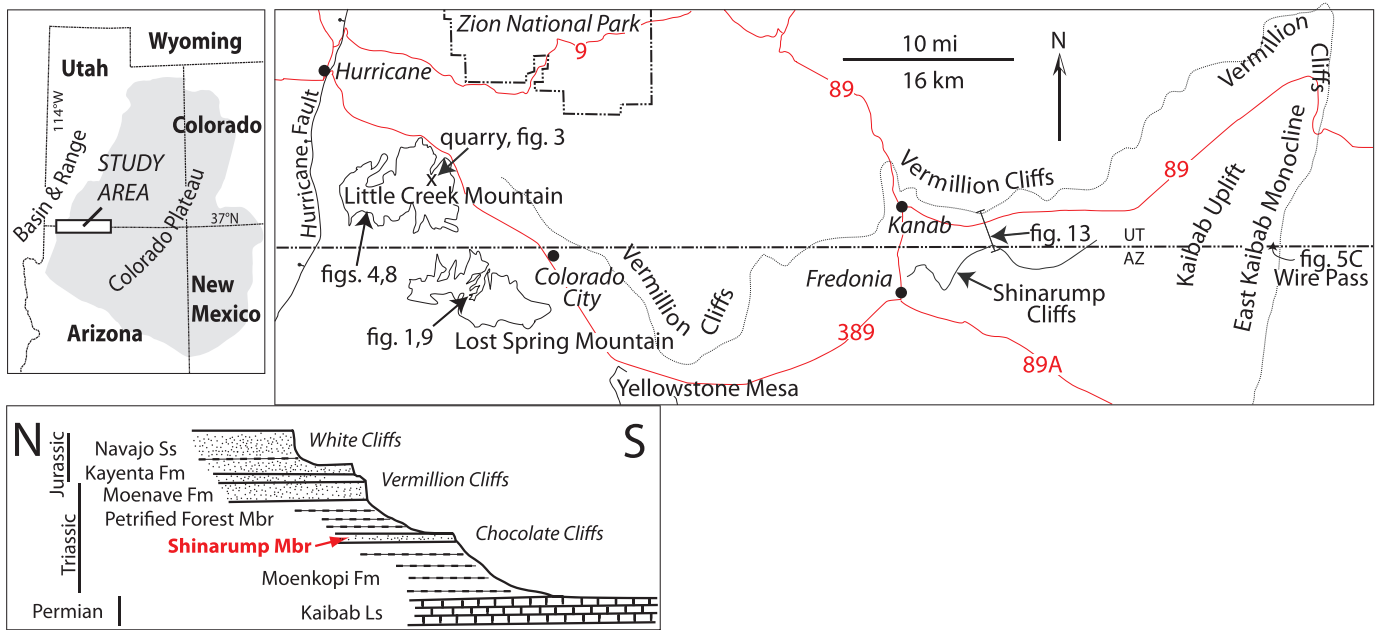 Wyoming
Utah
114°W
Colorado
Basin & Range
STUDY
AREA
Colorado Plateau
37°N
New
Mexico
Arizona
Zion National Park
9
Hurricane
Hurricane Fault
quarry, fig. 3
Little Creek Mountain
figs. 4,8
Colorado
City
fig. 1,9
Lost Spring Mountain
Yellowstone Mesa
Vermillion
Cliffs
10 mi
16 km
N
89
Vermillion Cliffs
Kanab
Fredonia
389
89A
fig. 13
Shinarump
Cliffs
UT
AZ
89
Vermillion
Cliffs
Kaibab Uplift
East Kaibab Monocline
fig. 5C
Wire Pass
N
S
Jurassic
Triassic
Permian
Navajo Ss
Kayenta Fm
Moenave Fm
Petrified Forest Mbr
Shinarump Mbr
Moenkopi Fm
Kaibab Ls
White Cliffs
Vermillion Cliffs
Chocolate Cliffs